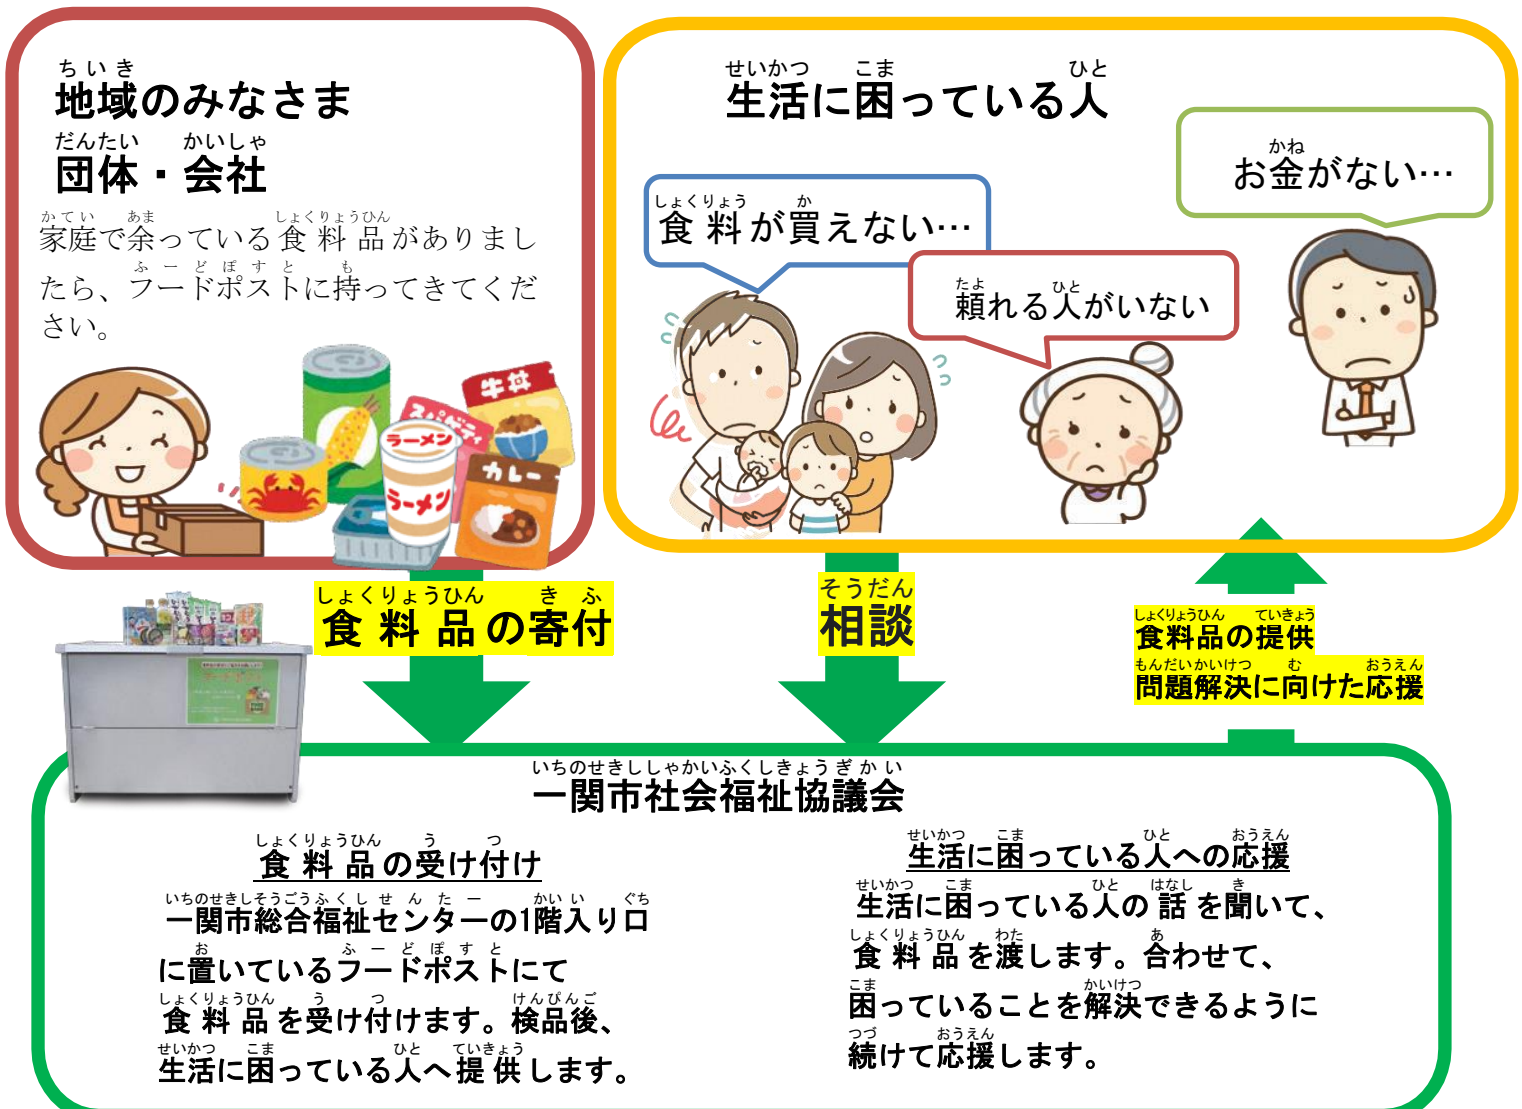 ちいき
地域のみなさま
だんたい かいしゃ
団体・会社
かてい あま しょくりょうひん
家庭で余っている食料品がありまし
ふーどぽすと も
たら、フードポストに持ってきてくだ
さい。
牛丼
スパゲティ
ラーメン
ラーメン
カレー
せいかつ こま ひと
生活に困っている人
かね
お金がない…
しょくりょう か
食料が買えない…
たよ ひと
頼れる人がいない
しょくりょうひん きふ
食料品の寄付
そうだん
相談
しょくりょうひん ていきょう
食料品の提供
もんだいかいけつ む おうえん
問題解決に向けた応援
いちのせきししゃかいふくしきょうぎかい
一関市社会福祉協議会
しょくりょうひん う つ
食料品の受け付け
いちのせきしそうごうふくしせんたー かいい ぐち
一関市総合福祉センターの1階入り口
お ふーどぽすと
に置いているフードポストにて
しょくりょうひん う つ けんぴんご
食料品を受け付けます。検品後、
せいかつ こま ひと ていきょう
生活に困っている人へ提供します。
せいかつ こま ひと おうえん
生活に困っている人への応援
せいかつ こま ひと はなし き
生活に困っている人の話を聞いて、
しょくりょうひん わた あ
食料品を渡します。合わせて、
こま かいけつ
困っていることを解決できるように
つづ おうえん
続けて応援します。